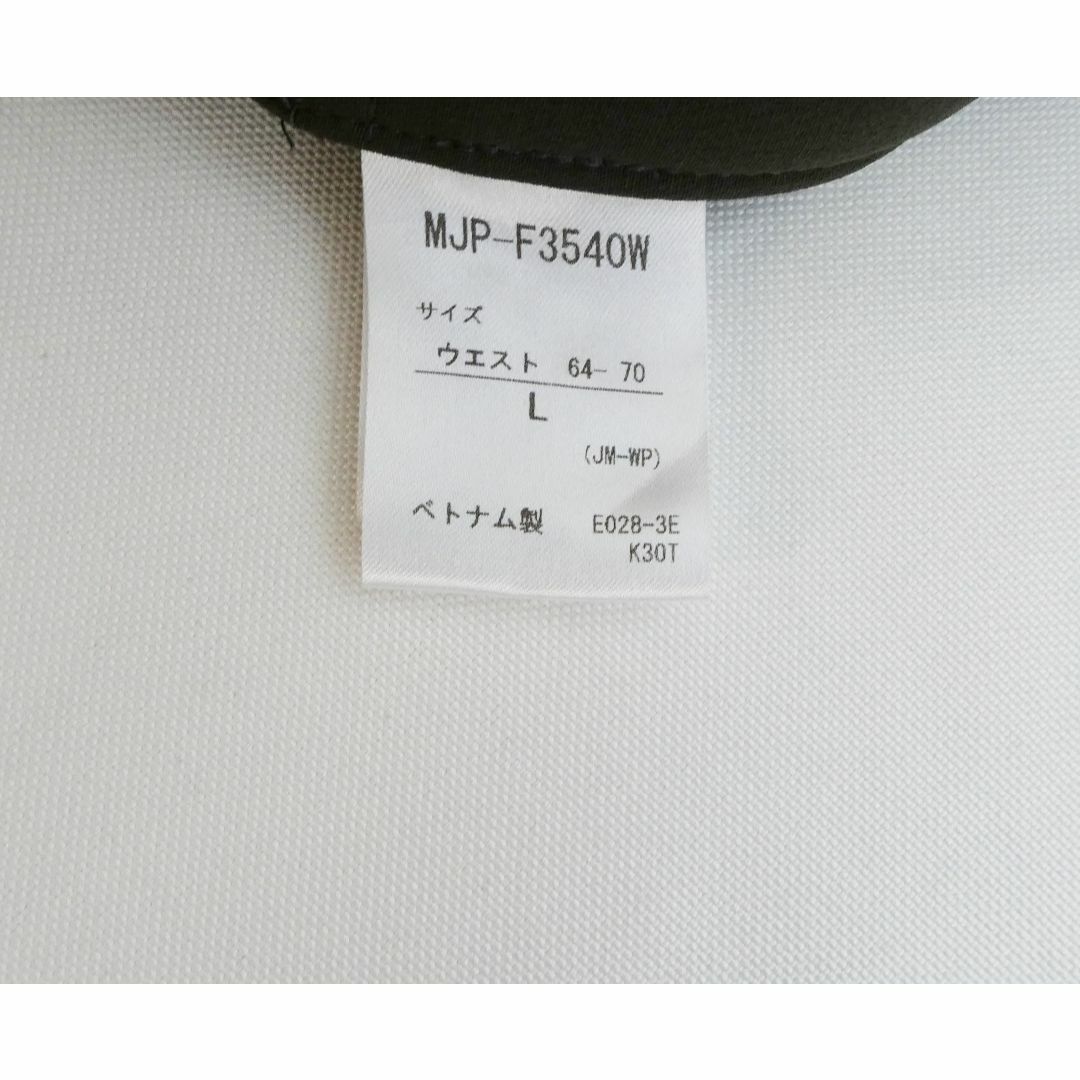 MJP-F3540W
サイズ
ウエスト 64- 70
L
(JM-WP)
ベトナム製 E028-3E
K30T